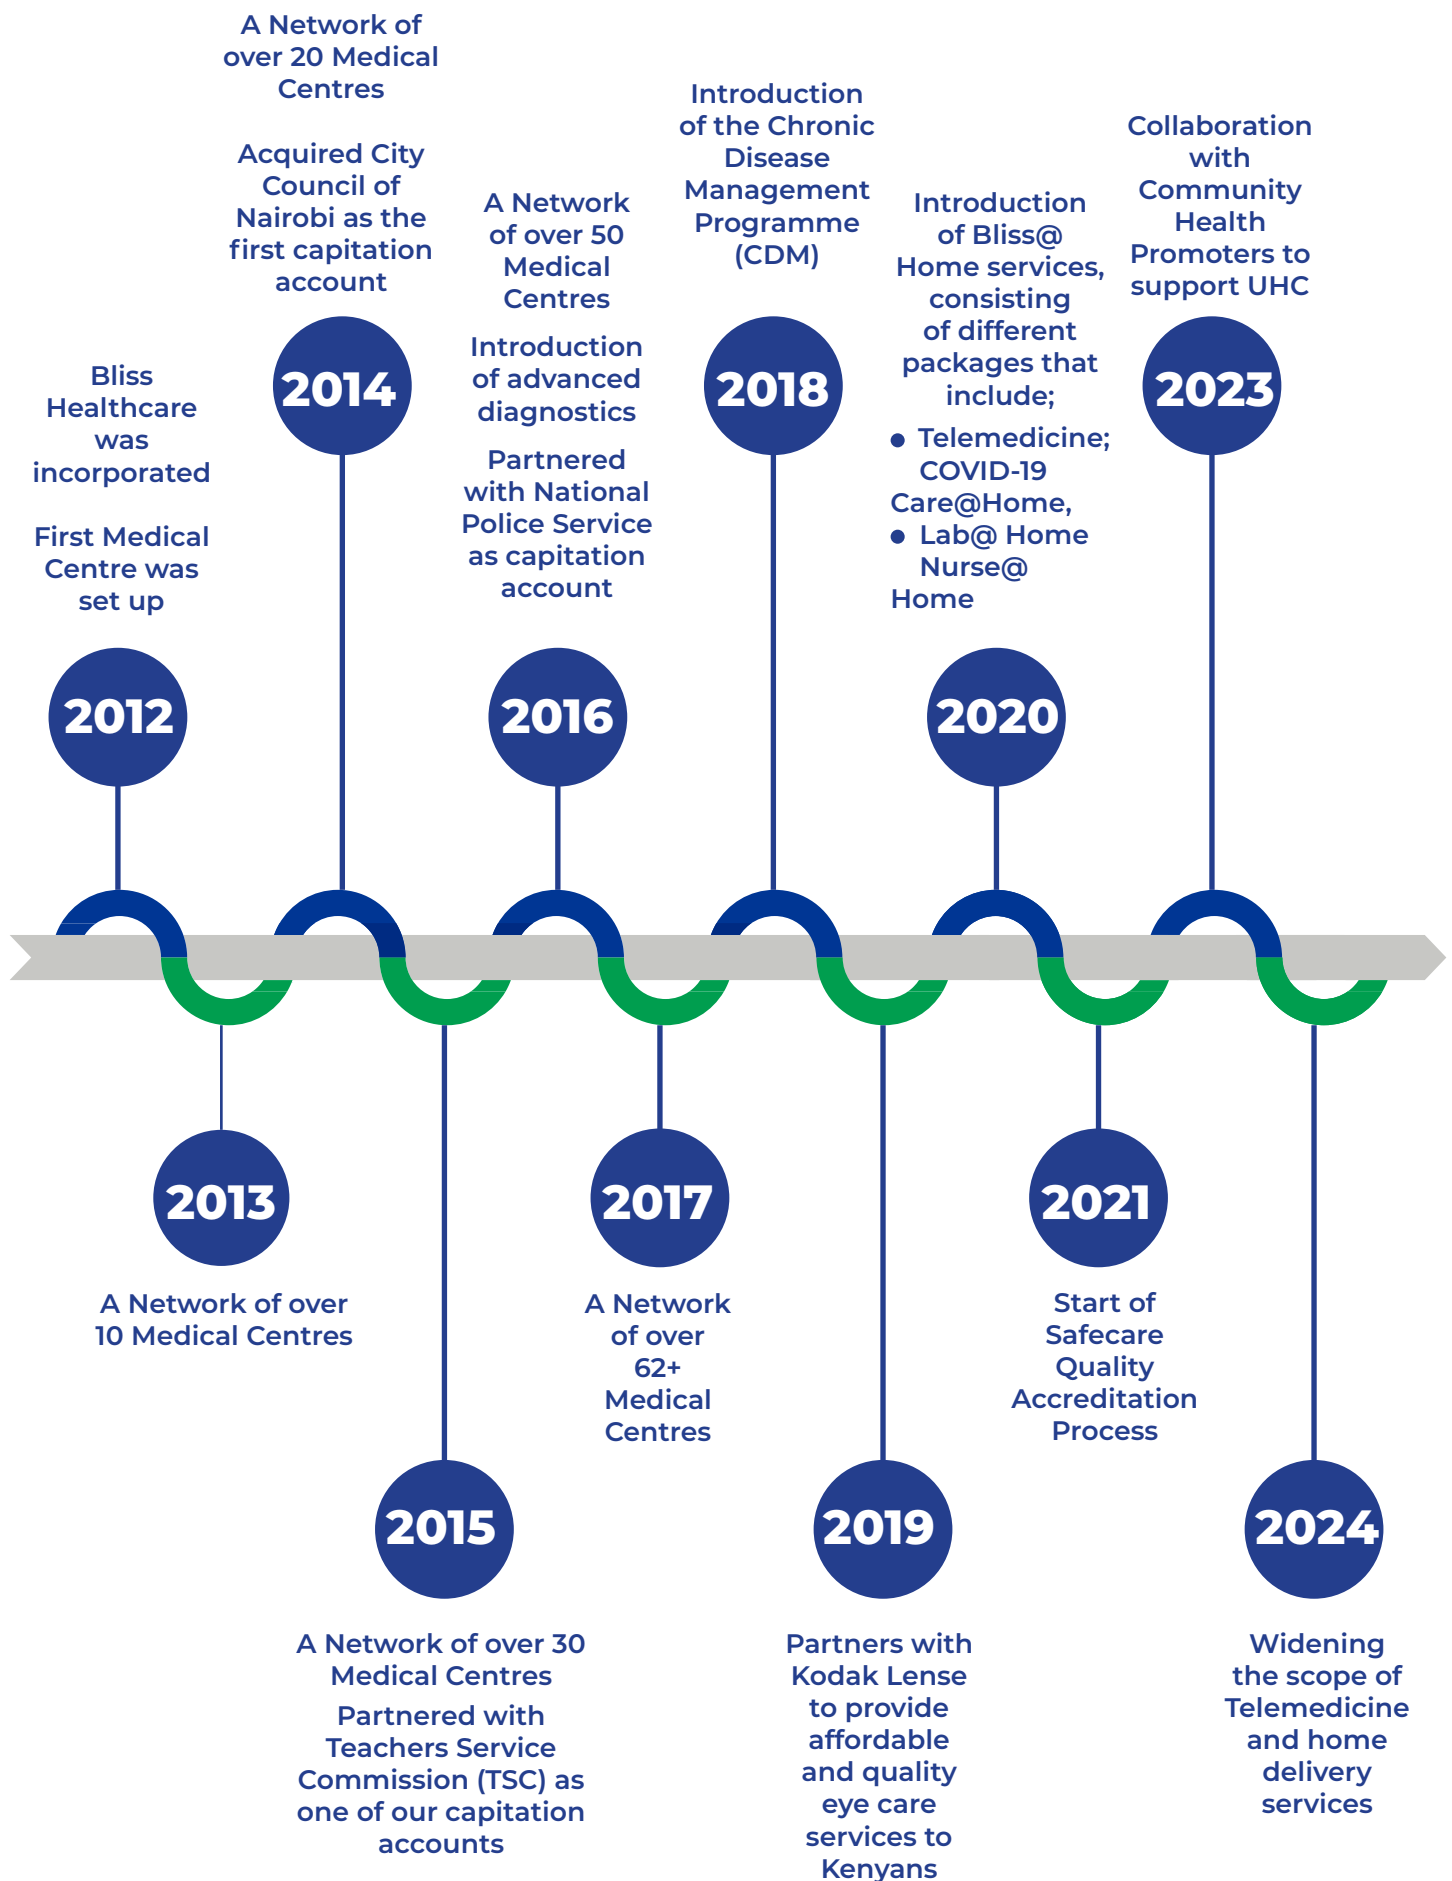 Bliss
Healthcare
was
incorporated
First Medical
Centre was
set up
2012
A Network of over
10 Medical Centres
2013
A Network of
over 20 Medical
Centres
Acquired City
Council of
Nairobi as the
first capitation
account
2014
2015
A Network of over 30
Medical Centres
Partnered with
Teachers Service
Commission (TSC) as
one of our capitation
accounts
A Network
of over 50
Medical
Centres
Introduction
of advanced
diagnostics
Partnered
with National
Police Service
as capitation
account
2016
2017
A Network
of over
62+
Medical
Centres
Introduction
of the Chronic
Disease
Management
Programme
(CDM)
2018
2019
Partners with
Kodak Lense
to provide
affordable
and quality
eye care
services to
Kenyans
Introduction
of Bliss@
Home services,
consisting
of different
packages that
include;
● Telemedicine;
COVID-19
Care@Home,
● Lab@ Home
Nurse@
Home
2020
2021
Start of
Safecare
Quality
Accreditation
Process
Collaboration
with
Community
Health
Promoters to
support UHC
2023
2024
Widening
the scope of
Telemedicine
and home
delivery
services